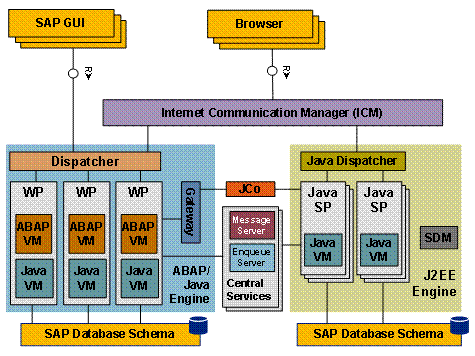 SAP GUI
Browser
R
R
Internet Communication Manager (ICM)
Dispatcher
Java Dispatcher
WP
WP
WP
Gateway
JCo
Java
SP
Java
SP
ABAP
VM
ABAP
VM
ABAP
VM
Message
Server
Enqueue
Server
Java
VM
Java
VM
Java
VM
ABAP/
Java
Engine
Central
Services
Java
VM
Java
VM
SDM
J2EE
Engine
SAP Database Schema
SAP Database Schema